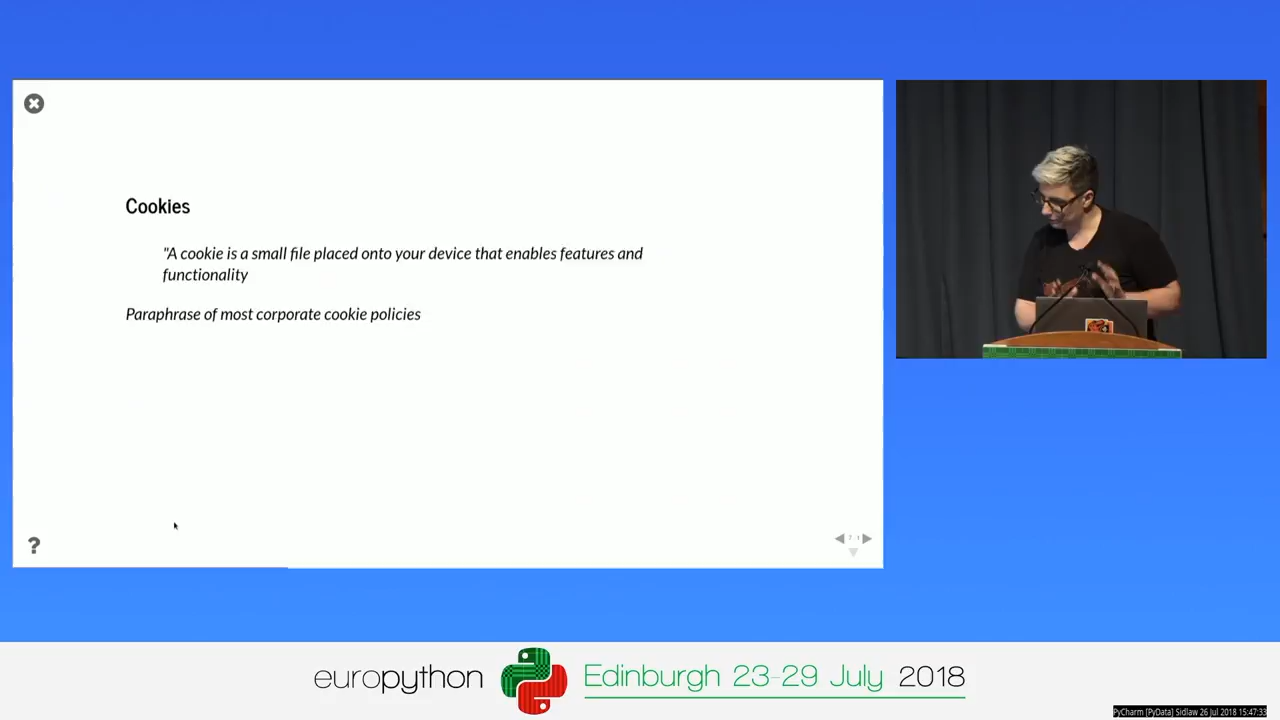 Cookies
"A cookie is a small file placed onto your device that enables features and
functionality
Paraphrase of most corporate cookie policies
?
europython
Edinburgh 23-29 July 2018
PyCharm [PyData] Sidlaw 26 Jul 2018 15:47:33